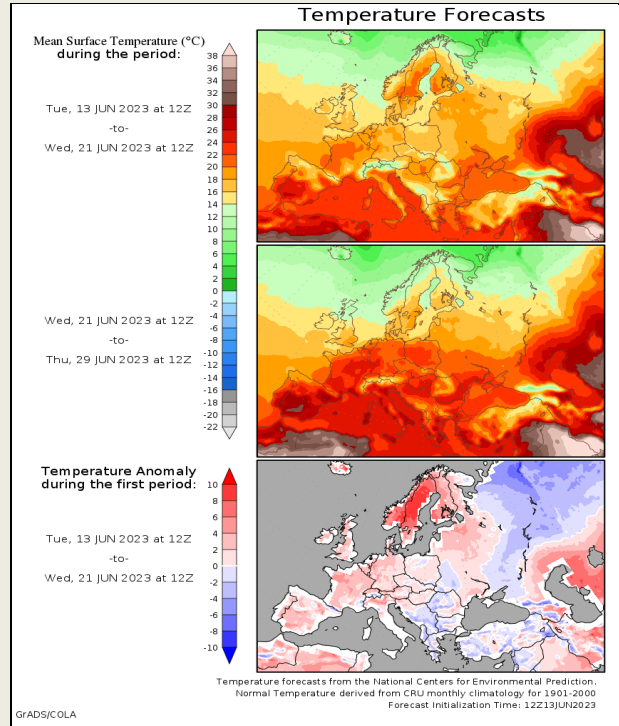 Temperature Forecasts
Mean Surface Temperature (°C)
during the period:
Tue, 13 JUN 2023 at 12Z
-to-
Wed, 21 JUN 2023 at 12Z
38
36
34
32
30
28
26
24
22
20
18
16
14
12
10
8
6
4
2
0
-2
-4
-6
-8
-10
-12
-14
-16
-18
-20
-22
Wed, 21 JUN 2023 at 12Z
-to-
Thu, 29 JUN 2023 at 12Z
Temperature Anomaly
during the first period:
Tue, 13 JUN 2023 at 12Z
-to-
Wed, 21 JUN 2023 at 12Z
10
8
6
4
2
0
-2
-4
-6
-8
-10
Temperature forecasts from the National Centers for Environmental Prediction.
Normal Temperature derived from CRU monthly climatology for 1901-2000
Forecast Initialization Time: 12Z13JUN2023
GrADS/COLA